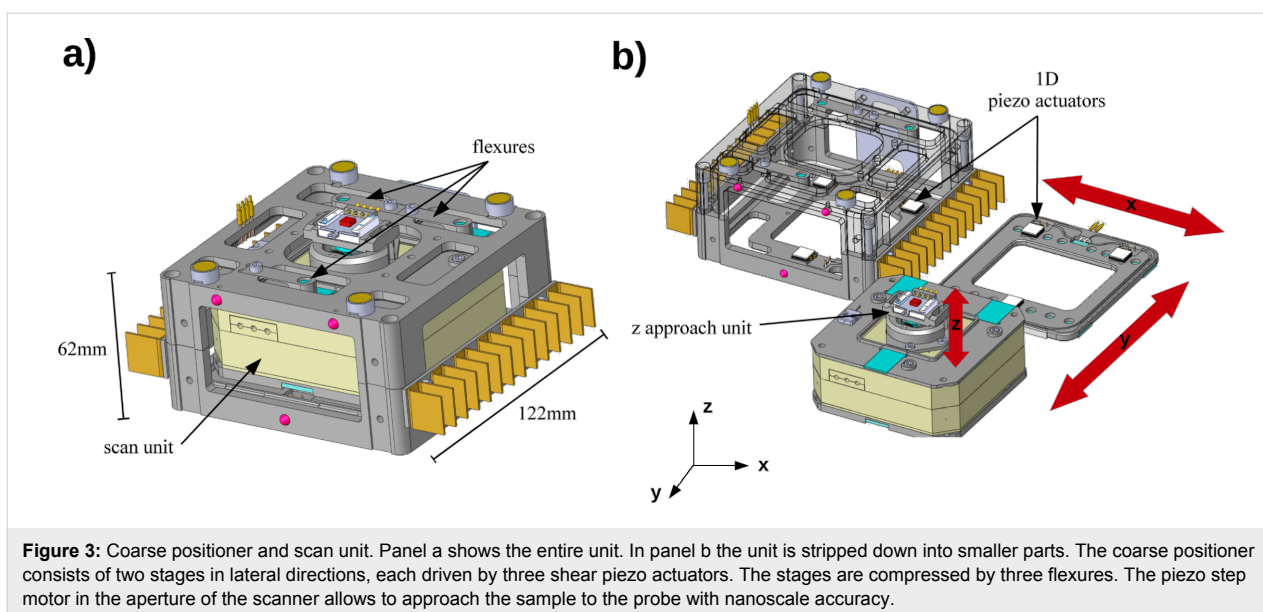 a)
flexures
62mm
122mm
scan unit
b)
1D
piezo actuators
x
z approach unit
z
y
z
x
y
Figure 3: Coarse positioner and scan unit. Panel a shows the entire unit. In panel b the unit is stripped down into smaller parts. The coarse positioner
consists of two stages in lateral directions, each driven by three shear piezo actuators. The stages are compressed by three flexures. The piezo step
motor in the aperture of the scanner allows to approach the sample to the probe with nanoscale accuracy.